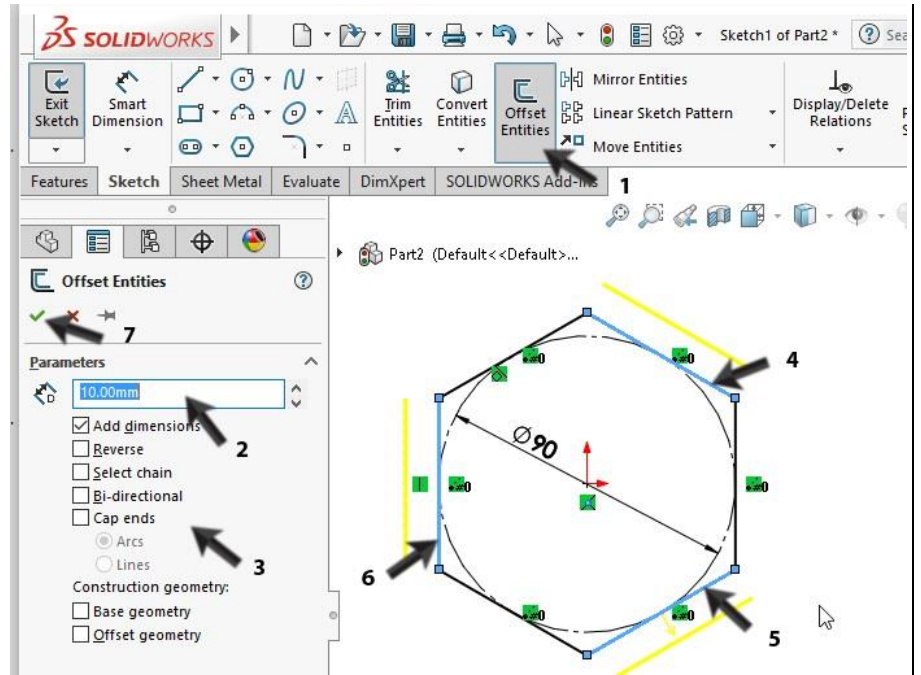 SOLIDWORKS
Sketch1 of Part2 *
Sea
Exit Sketch
Smart Dimension
Trim Entities
Convert Entities
Offset Entities
Mirror Entities
Linear Sketch Pattern
Move Entities
Display/Delete Relations
Features Sketch Sheet Metal Evaluate DimXpert SOLIDWORKS Add-Ins
1
Part2 (Default<<Default>...
Offset Entities
7
Parameters
10.00mm
2
Add dimensions
Reverse
Select chain
Bi-directional
Cap ends
Arcs
Lines
3
Construction geometry:
Base geometry
Offset geometry
4
Ø90
6
5